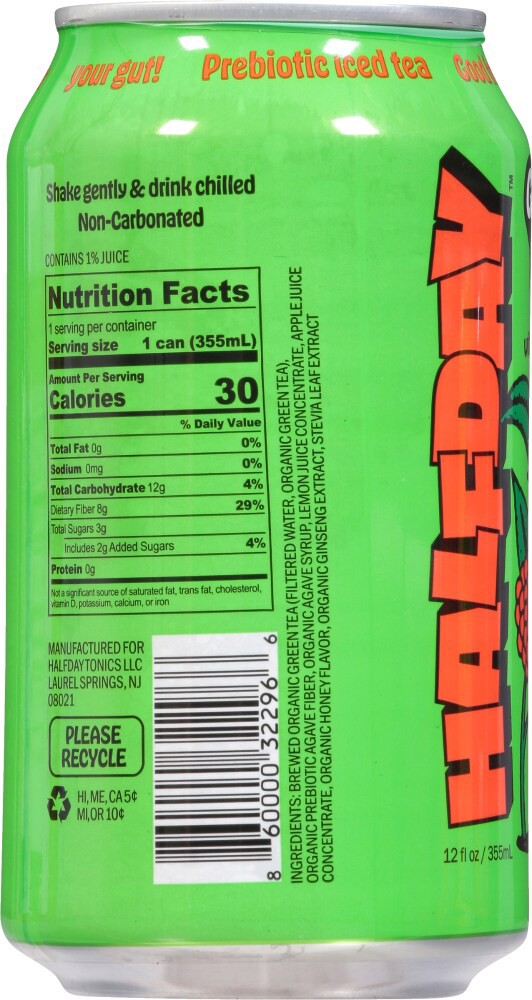 your gut! Prebiotic iced tea
Shake gently & drink chilled
Non-Carbonated
CONTAINS 1% JUICE
Nutrition Facts
1 serving per container
Serving size 1 can (355mL)
Amount Per Serving
Calories 30
% Daily Value
Total Fat 0g 0%
Sodium 0mg 0%
Total Carbohydrate 12g 4%
Dietary Fiber 8g 29%
Total Sugars 3g
Includes 2g Added Sugars 4%
Protein 0g
Not a significant source of saturated fat, trans fat, cholesterol,
vitamin D, potassium, calcium, or iron
MANUFACTURED FOR
HALFDAY TONICS LLC
LAUREL SPRINGS, NJ
08021
PLEASE
RECYCLE
HI, ME, CA 5¢
MI, OR 10¢
8 60000 32296 6
INGREDIENTS: BREWED ORGANIC GREEN TEA (FILTERED WATER, ORGANIC GREEN TEA),
ORGANIC PREBIOTIC AGAVE FIBER, ORGANIC AGAVE SYRUP, LEMON JUICE CONCENTRATE, APPLE JUICE
CONCENTRATE, ORGANIC HONEY FLAVOR, ORGANIC GINSENG EXTRACT, STEVIA LEAF EXTRACT
HALFDAY™
12 fl oz / 355mL